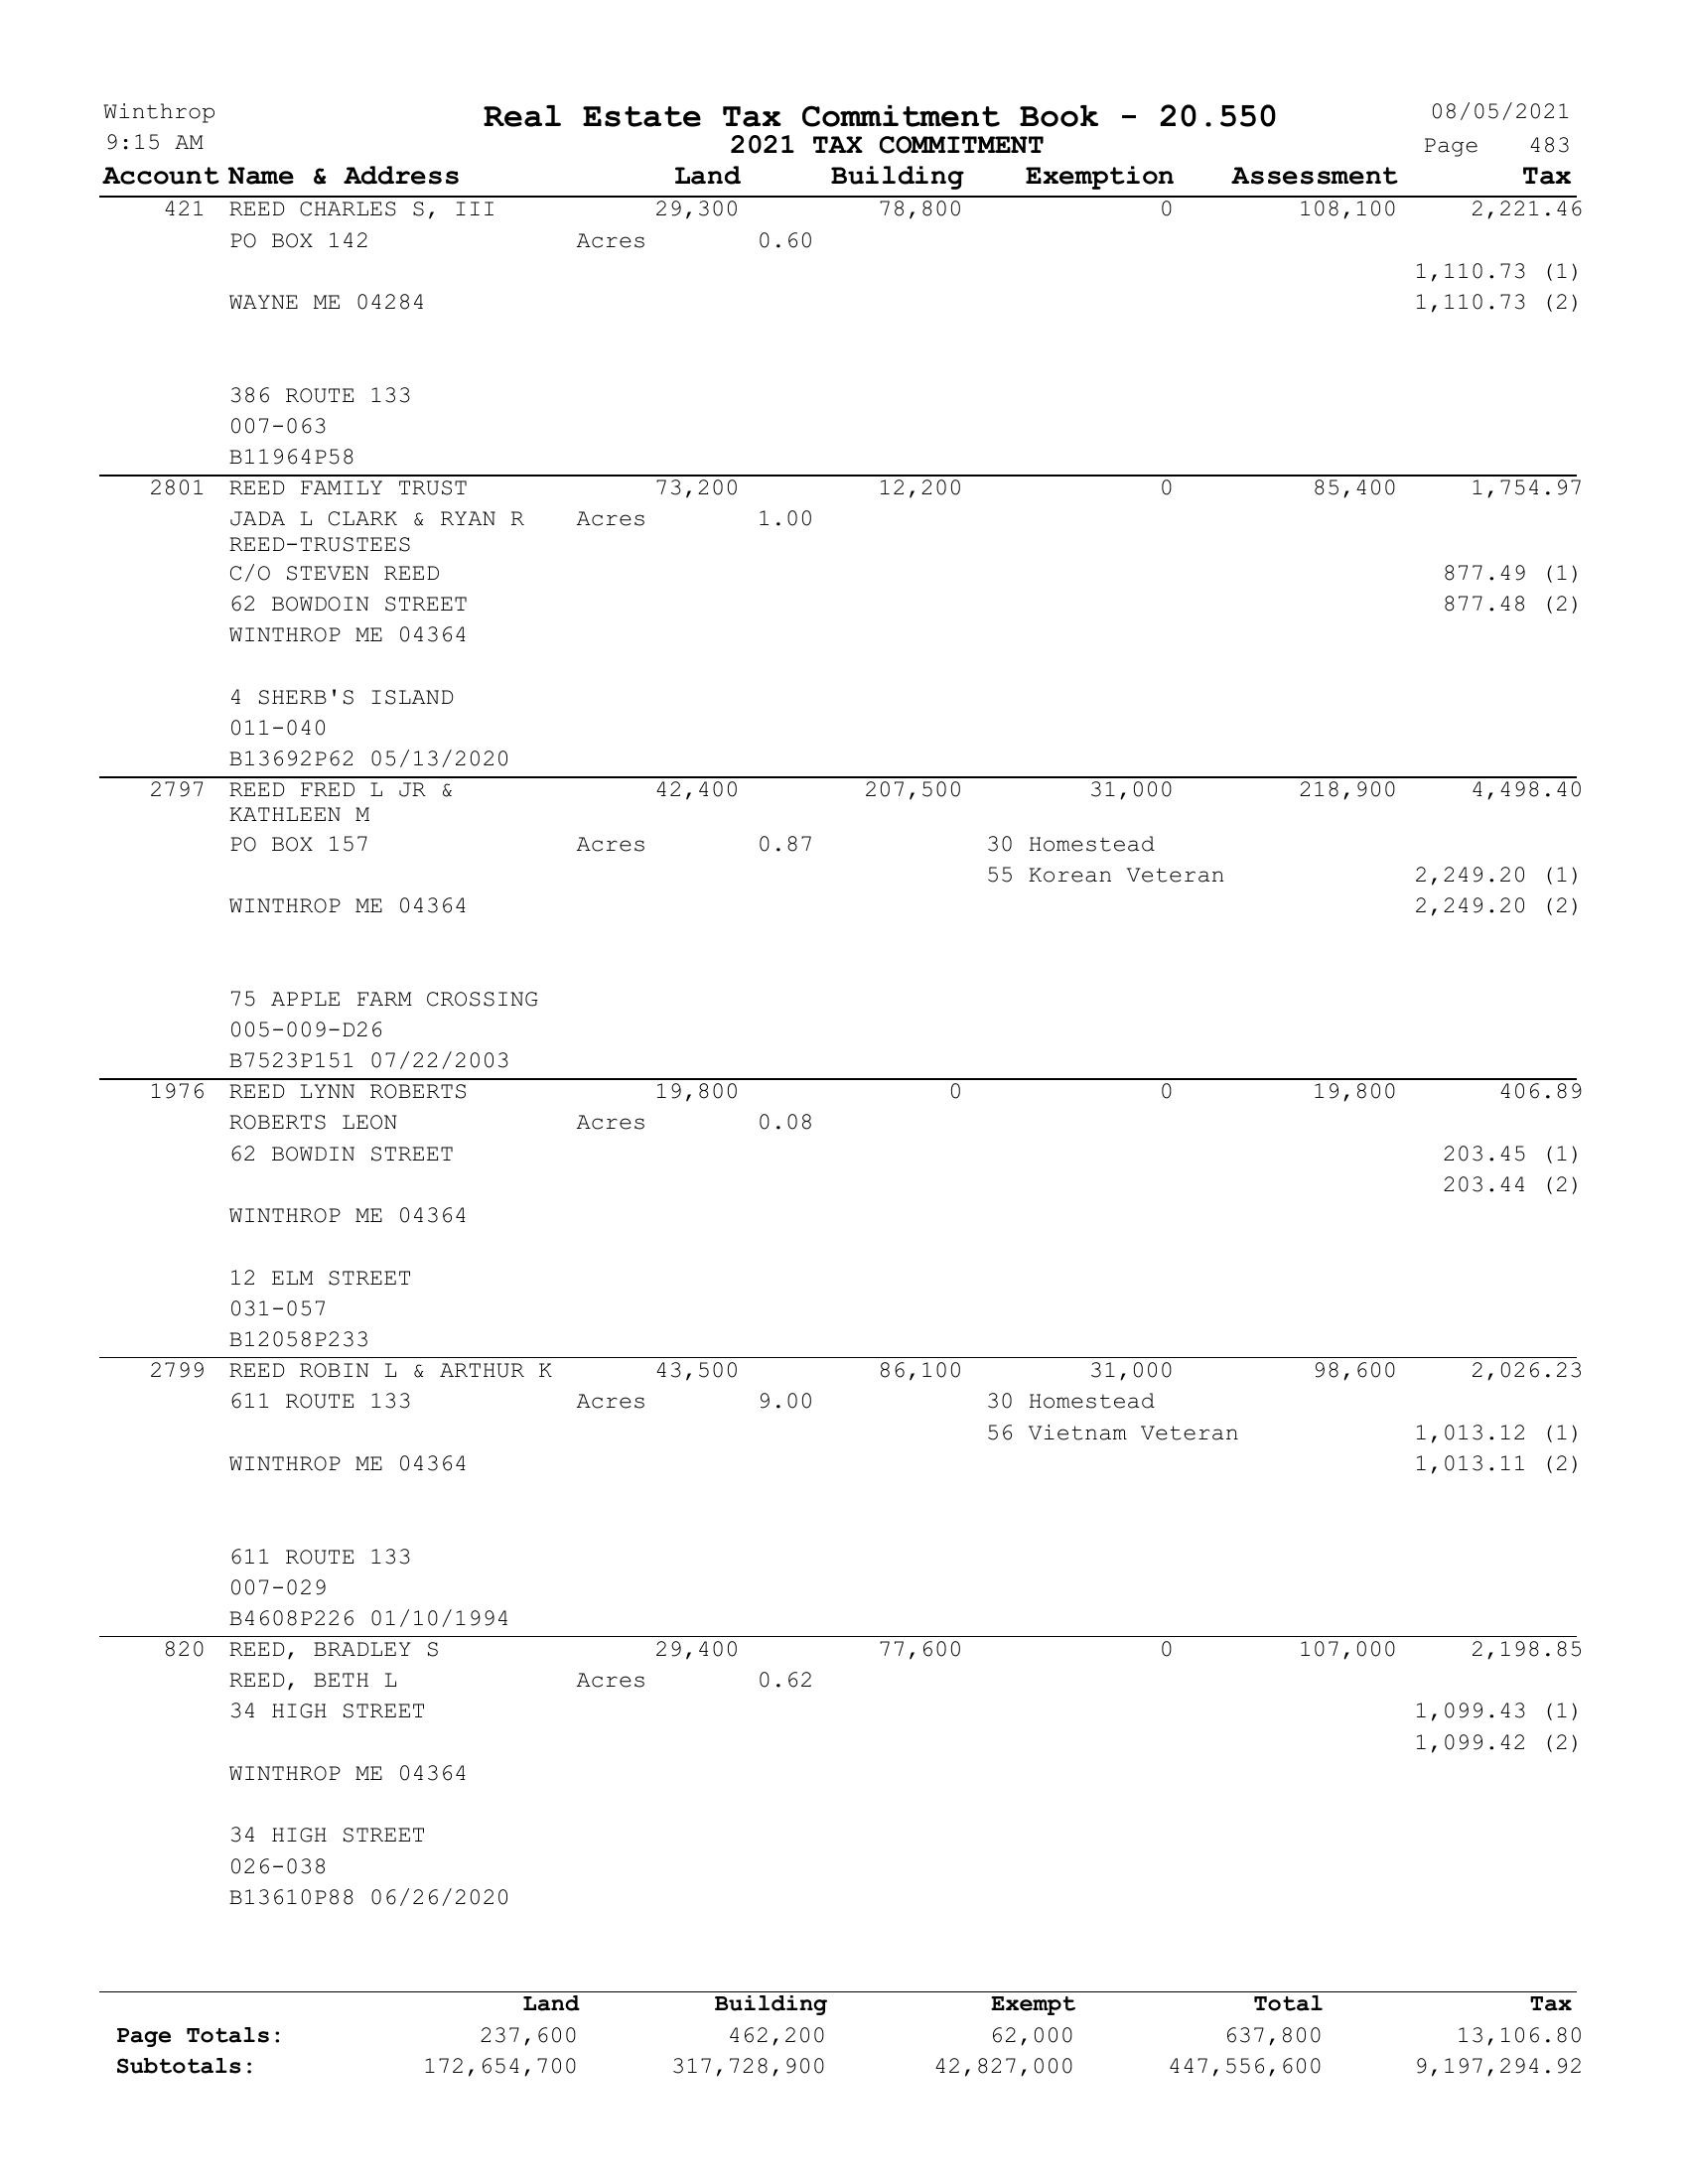 Winthrop Real Estate Tax Commitment Book - 20.550 08/05/2021
9:15 AM 2021 TAX COMMITMENT Page 483
Account Name & Address Land Building Exemption Assessment Tax
421 REED CHARLES S, III 29,300 78,800 0 108,100 2,221.46
PO BOX 142 Acres 0.60
1,110.73 (1)
WAYNE ME 04284 1,110.73 (2)
386 ROUTE 133
007-063
B11964P58
2801 REED FAMILY TRUST 73,200 12,200 0 85,400 1,754.97
JADA L CLARK & RYAN R Acres 1.00
REED-TRUSTEES
C/O STEVEN REED 877.49 (1)
62 BOWDOIN STREET 877.48 (2)
WINTHROP ME 04364
4 SHERB'S ISLAND
011-040
B13692P62 05/13/2020
2797 REED FRED L JR & 42,400 207,500 31,000 218,900 4,498.40
KATHLEEN M
PO BOX 157 Acres 0.87 30 Homestead
55 Korean Veteran 2,249.20 (1)
WINTHROP ME 04364 2,249.20 (2)
75 APPLE FARM CROSSING
005-009-D26
B7523P151 07/22/2003
1976 REED LYNN ROBERTS 19,800 0 0 19,800 406.89
ROBERTS LEON Acres 0.08
62 BOWDIN STREET 203.45 (1)
203.44 (2)
WINTHROP ME 04364
12 ELM STREET
031-057
B12058P233
2799 REED ROBIN L & ARTHUR K 43,500 86,100 31,000 98,600 2,026.23
611 ROUTE 133 Acres 9.00 30 Homestead
56 Vietnam Veteran 1,013.12 (1)
WINTHROP ME 04364 1,013.11 (2)
611 ROUTE 133
007-029
B4608P226 01/10/1994
820 REED, BRADLEY S 29,400 77,600 0 107,000 2,198.85
REED, BETH L Acres 0.62
34 HIGH STREET 1,099.43 (1)
1,099.42 (2)
WINTHROP ME 04364
34 HIGH STREET
026-038
B13610P88 06/26/2020
Land Building Exempt Total Tax
Page Totals: 237,600 462,200 62,000 637,800 13,106.80
Subtotals: 172,654,700 317,728,900 42,827,000 447,556,600 9,197,294.92